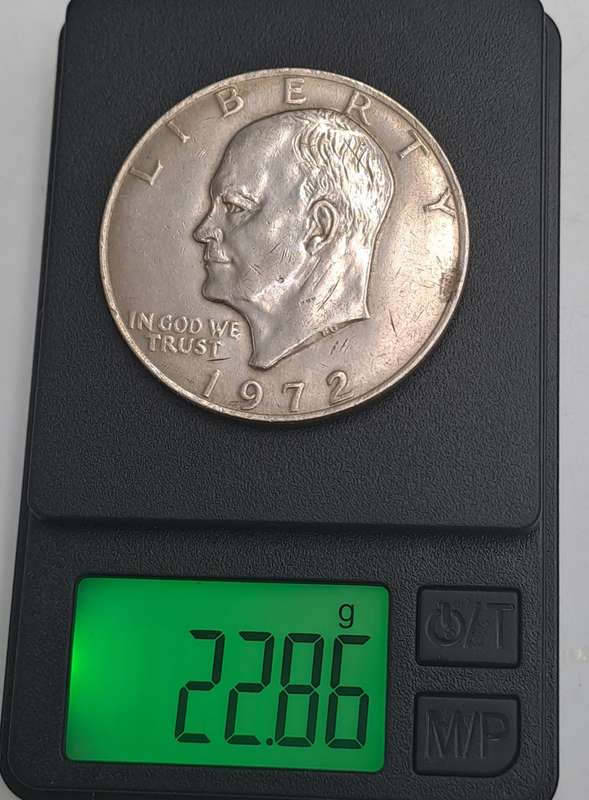 LIBERTY
IN GOD WE
TRUST
1972
g
22.86
⏻/T
M/P